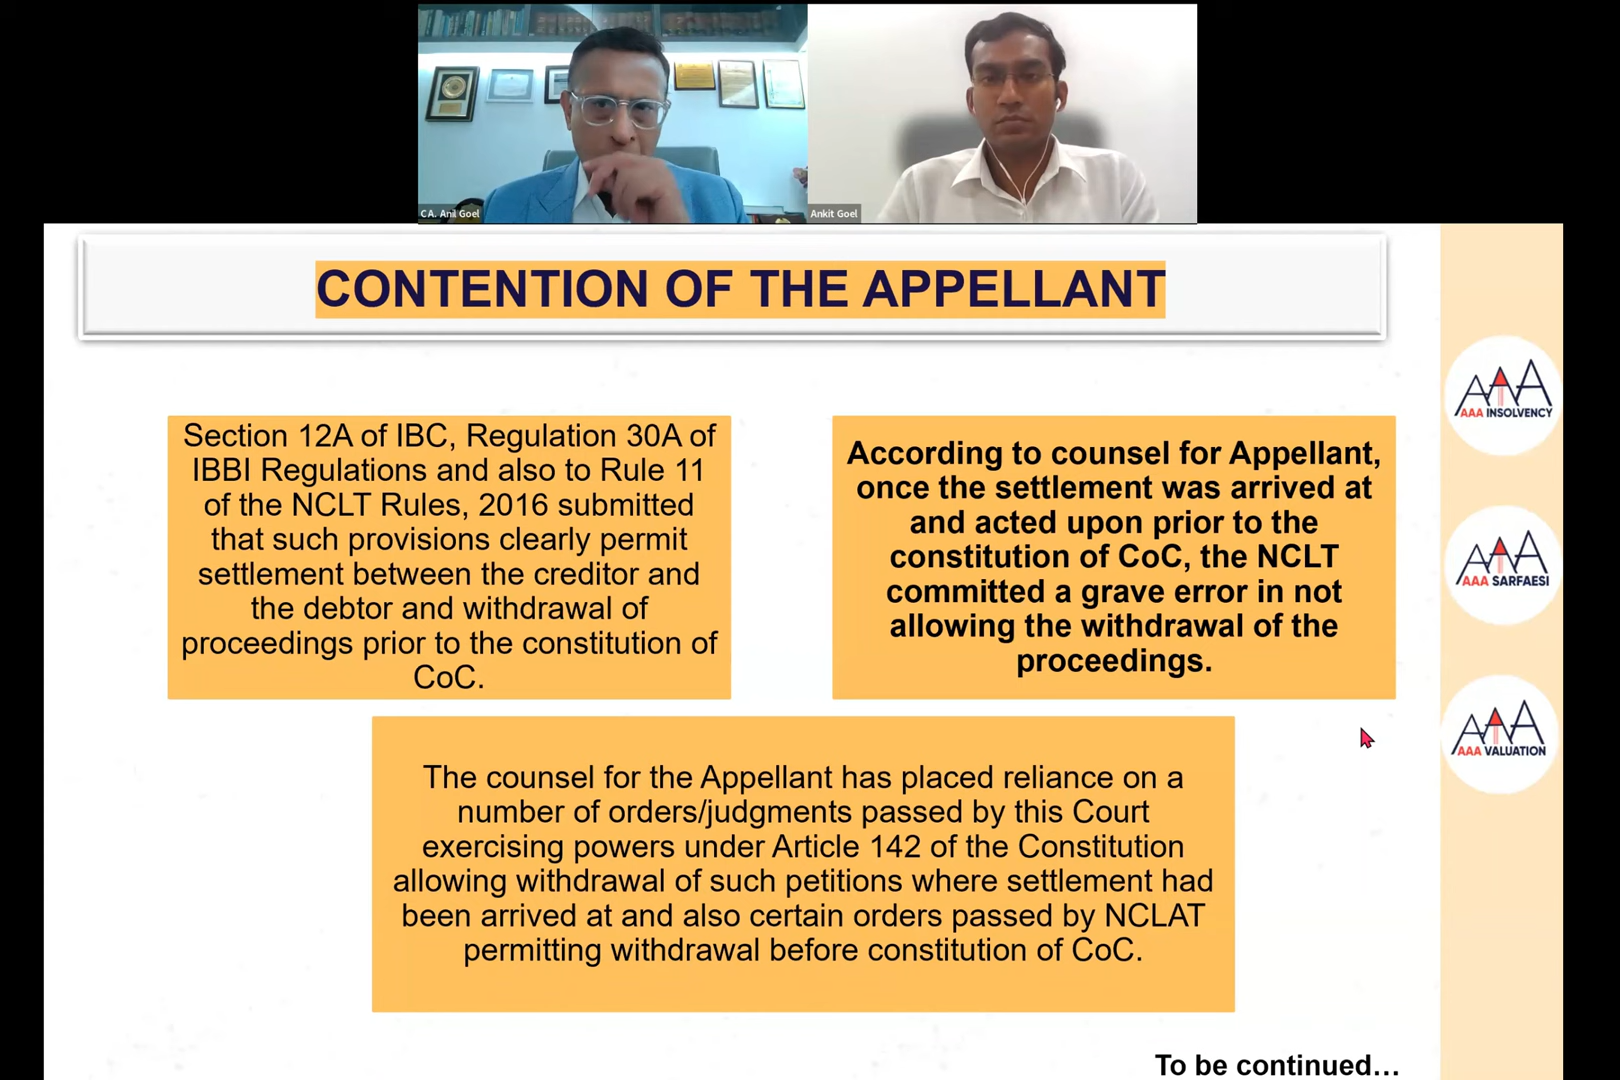 CA. Anil Goel
Ankit Goel
CONTENTION OF THE APPELLANT
Section 12A of IBC, Regulation 30A of
IBBI Regulations and also to Rule 11
of the NCLT Rules, 2016 submitted
that such provisions clearly permit
settlement between the creditor and
the debtor and withdrawal of
proceedings prior to the constitution of
CoC.
According to counsel for Appellant,
once the settlement was arrived at
and acted upon prior to the
constitution of CoC, the NCLT
committed a grave error in not
allowing the withdrawal of the
proceedings.
The counsel for the Appellant has placed reliance on a
number of orders/judgments passed by this Court
exercising powers under Article 142 of the Constitution
allowing withdrawal of such petitions where settlement had
been arrived at and also certain orders passed by NCLAT
permitting withdrawal before constitution of CoC.
To be continued...
AAA
AAA INSOLVENCY
AAA
AAA SARFAESI
AAA
AAA VALUATION